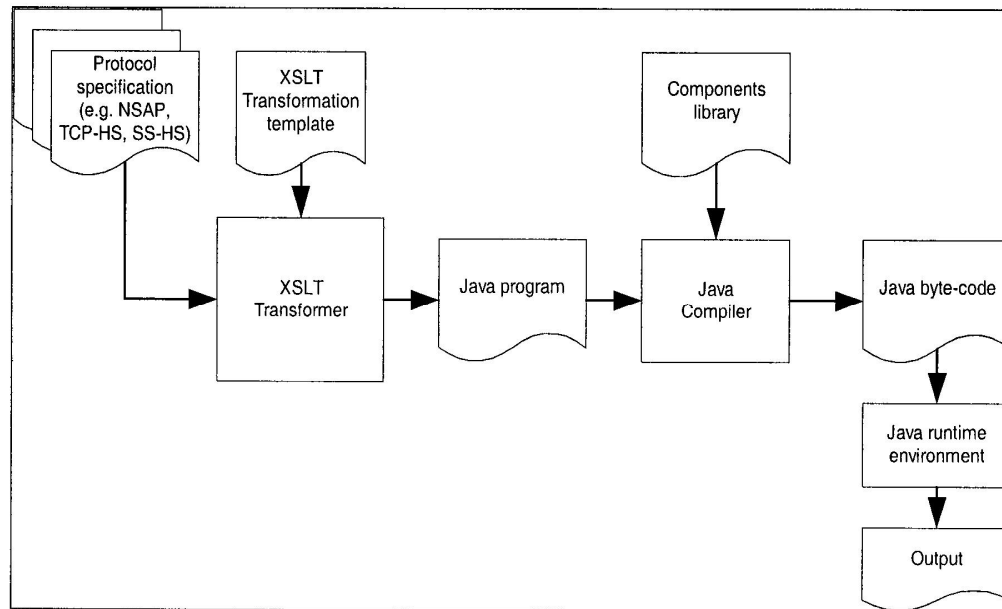 Protocol
specification
(e.g. NSAP,
TCP-HS, SS-HS)
XSLT
Transformation
template
Components
library
XSLT
Transformer
Java program
Java
Compiler
Java byte-code
Java runtime
environment
Output